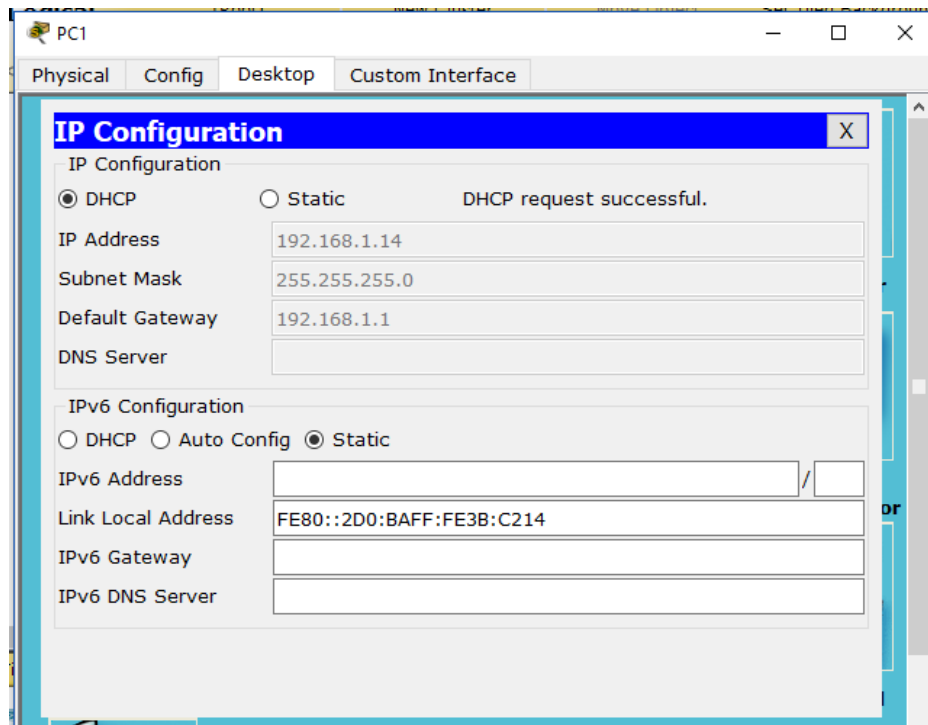 PC1
Physical Config Desktop Custom Interface
IP Configuration X
IP Configuration
DHCP Static DHCP request successful.
IP Address 192.168.1.14
Subnet Mask 255.255.255.0
Default Gateway 192.168.1.1
DNS Server
IPv6 Configuration
DHCP Auto Config Static
IPv6 Address /
Link Local Address FE80::2D0:BAFF:FE3B:C214
or
IPv6 Gateway
IPv6 DNS Server